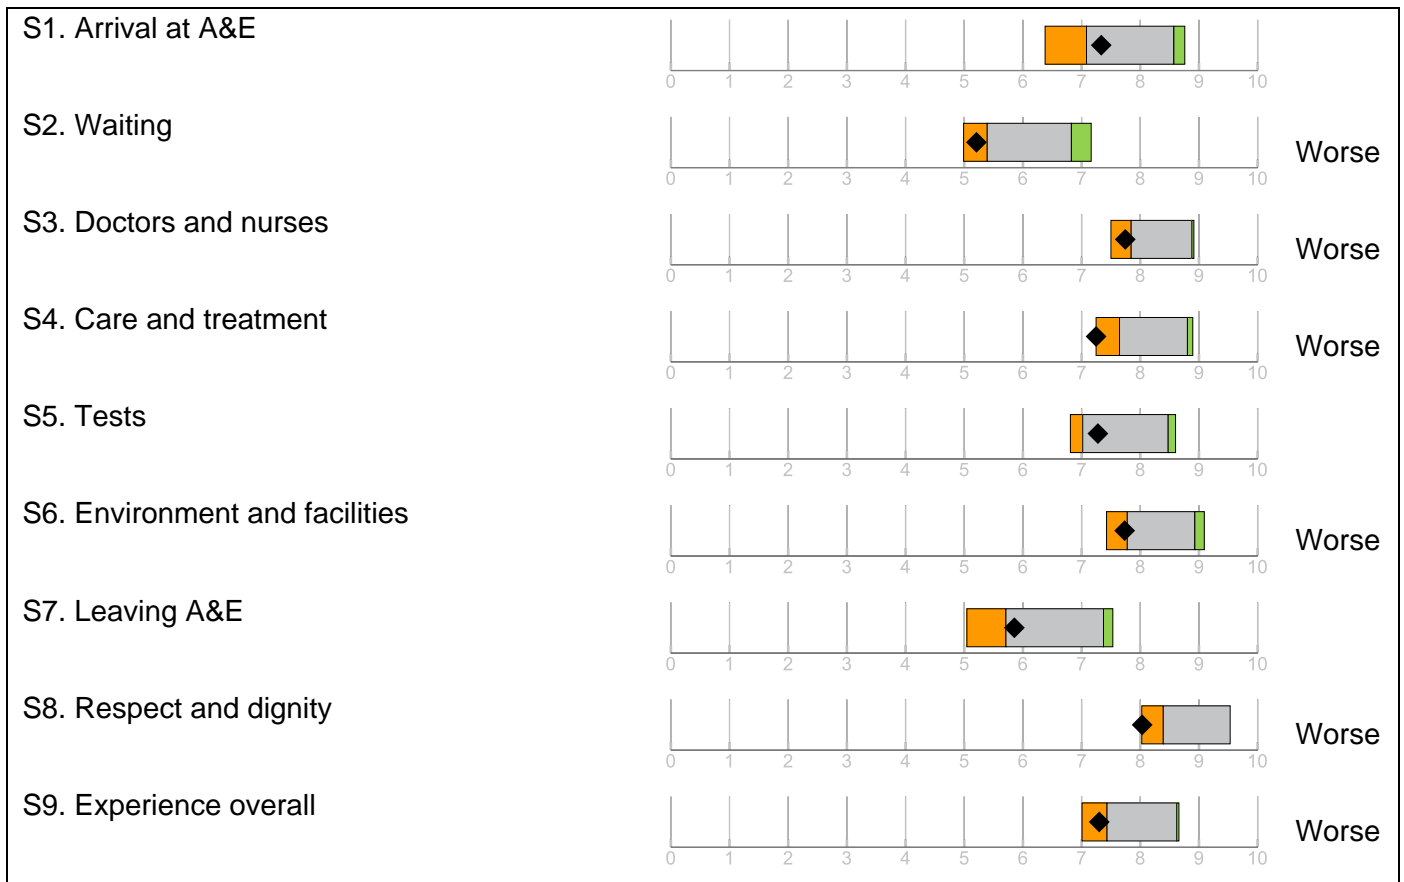 S1. Arrival at A&E
0 1 2 3 4 5 6 7 8 9 10
S2. Waiting
Worse
0 1 2 3 4 5 6 7 8 9 10
S3. Doctors and nurses
Worse
0 1 2 3 4 5 6 7 8 9 10
S4. Care and treatment
Worse
0 1 2 3 4 5 6 7 8 9 10
S5. Tests
0 1 2 3 4 5 6 7 8 9 10
S6. Environment and facilities
Worse
0 1 2 3 4 5 6 7 8 9 10
S7. Leaving A&E
0 1 2 3 4 5 6 7 8 9 10
S8. Respect and dignity
Worse
0 1 2 3 4 5 6 7 8 9 10
S9. Experience overall
Worse
0 1 2 3 4 5 6 7 8 9 10